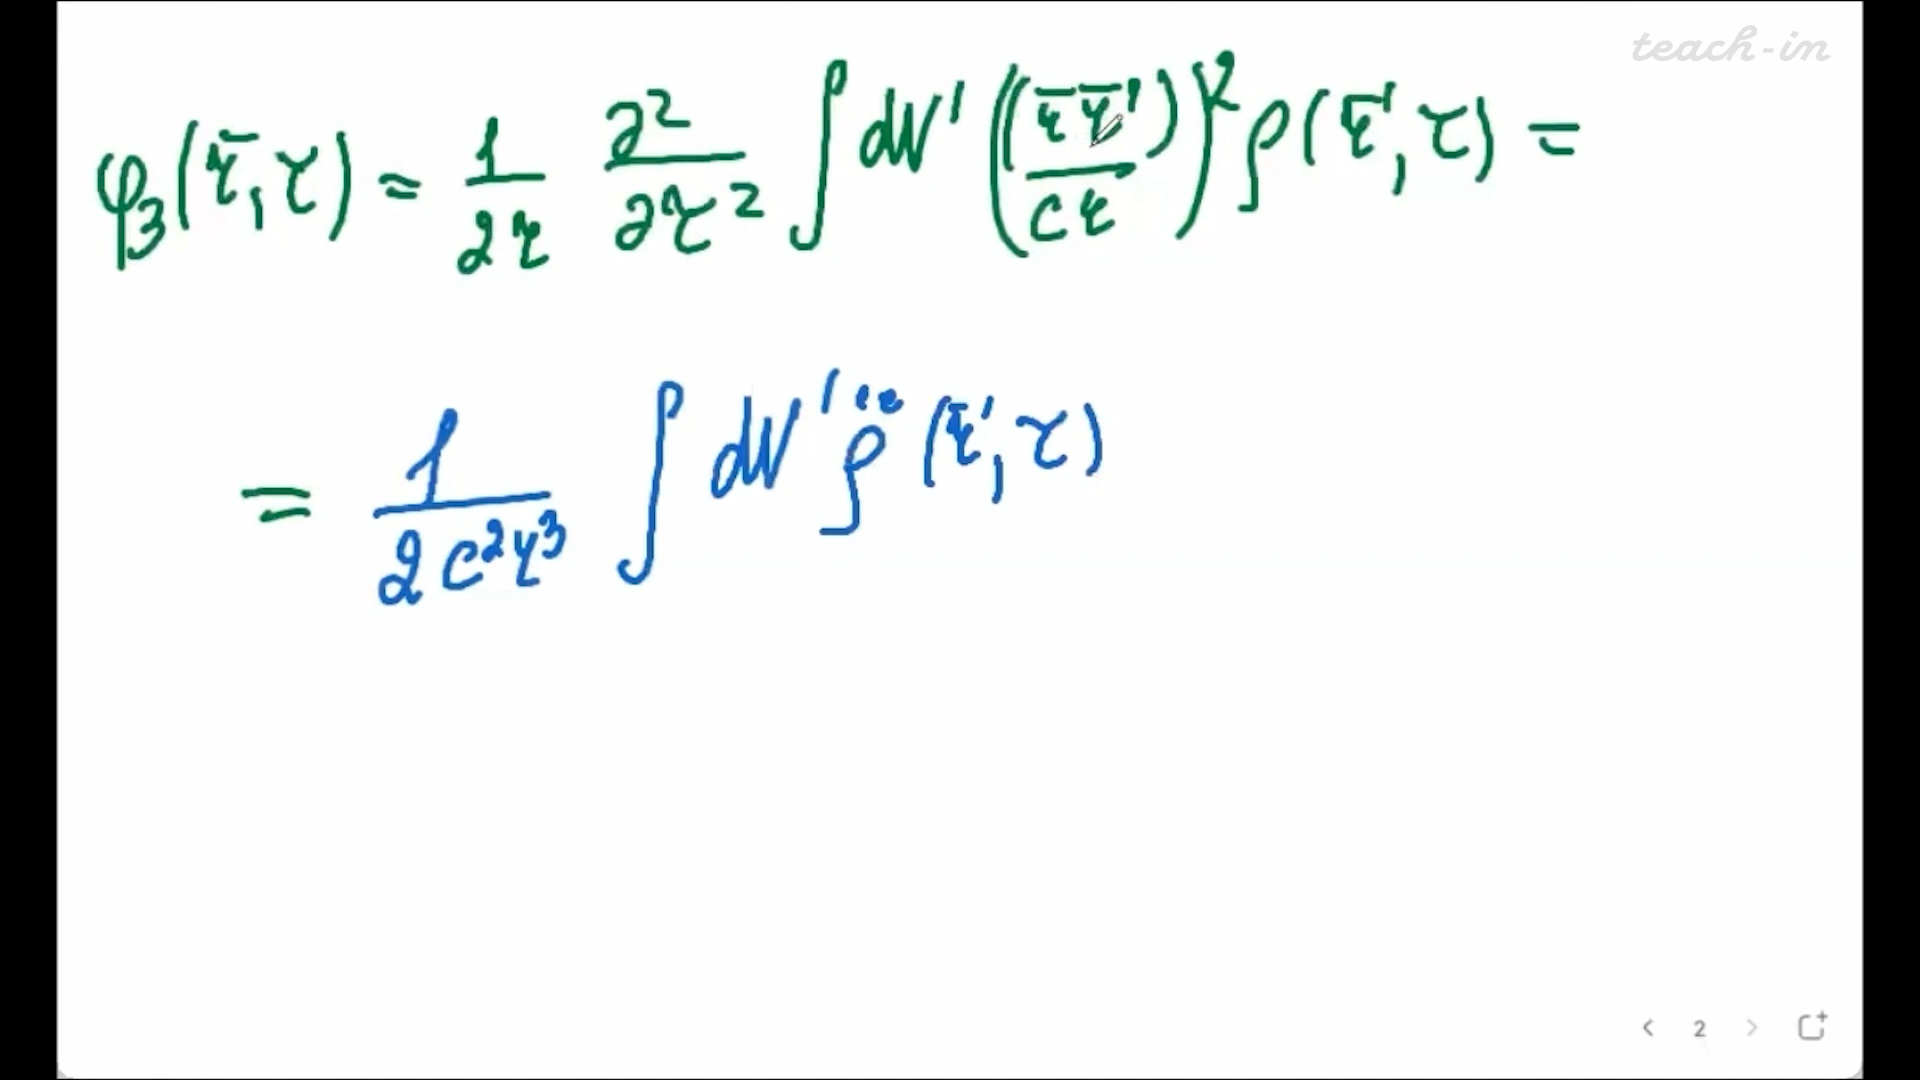 teach-in
φ₃(r̄, τ) = 1/(2r) ∂²/∂τ² ∫ dV′ ((r̄ r̄′)/(cr))² ρ(r̄′, τ) =
= 1/(2c²r³) ∫ dV′ ρ̈ (r̄′, τ)
2